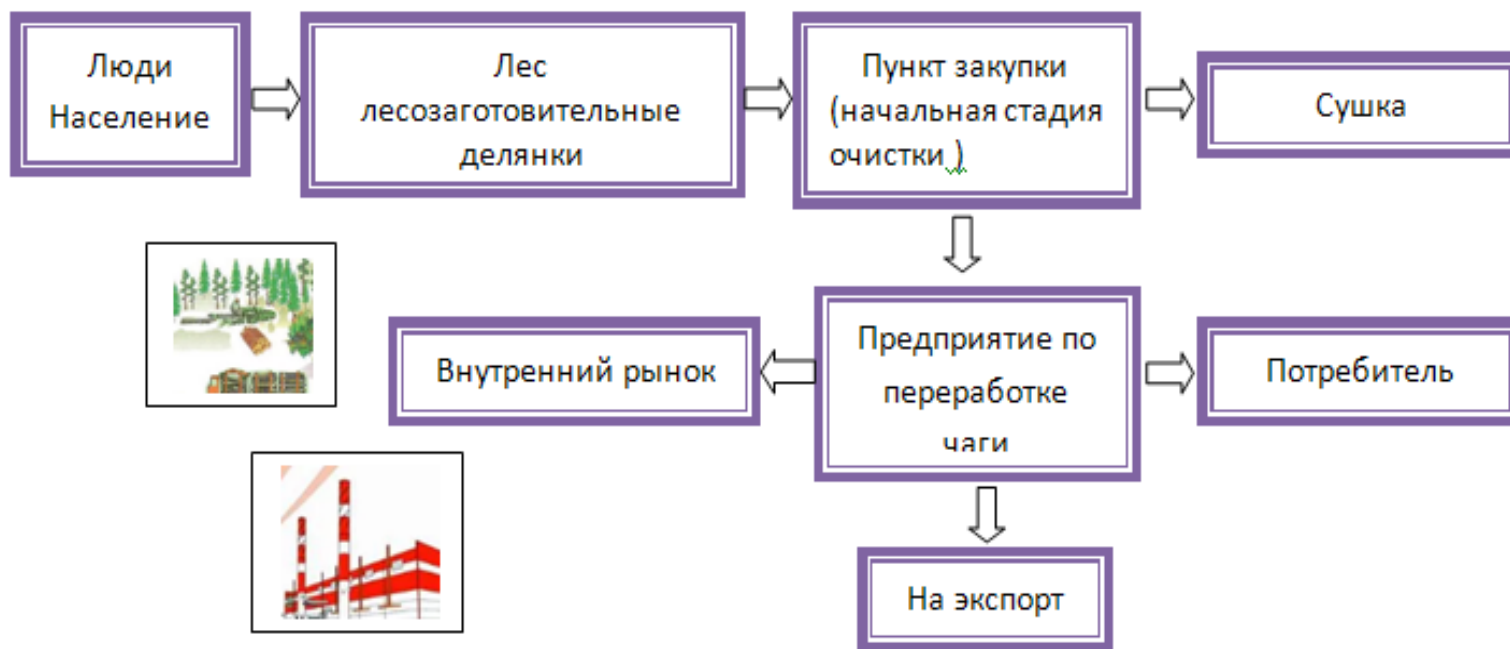 Люди
Население
Лес
лесозаготовительные
делянки
Пункт закупки
(начальная стадия
очистки )
Сушка
Внутренний рынок
Предприятие по
переработке
чаги
Потребитель
На экспорт